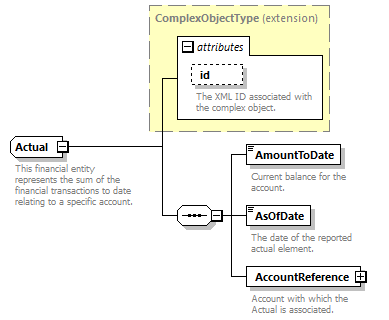 ComplexObjectType (extension)
attributes
id
The XML ID associated with
the complex object.
Actual
This financial entity
represents the sum of the
financial transactions to date
relating to a specific account.
AmountToDate
Current balance for the
account.
AsOfDate
The date of the reported
actual element.
AccountReference
Account with which the
Actual is associated.